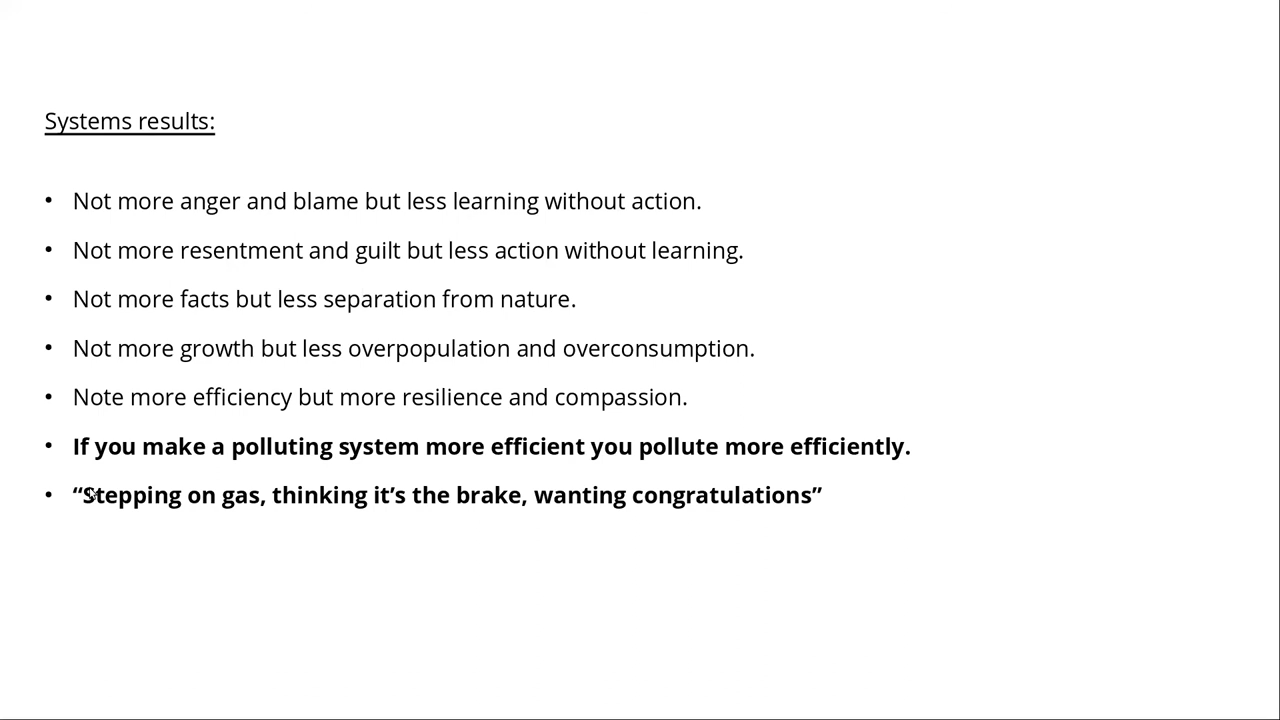 Systems results:
• Not more anger and blame but less learning without action.
• Not more resentment and guilt but less action without learning.
• Not more facts but less separation from nature.
• Not more growth but less overpopulation and overconsumption.
• Note more efficiency but more resilience and compassion.
• If you make a polluting system more efficient you pollute more efficiently.
• “Stepping on gas, thinking it’s the brake, wanting congratulations”